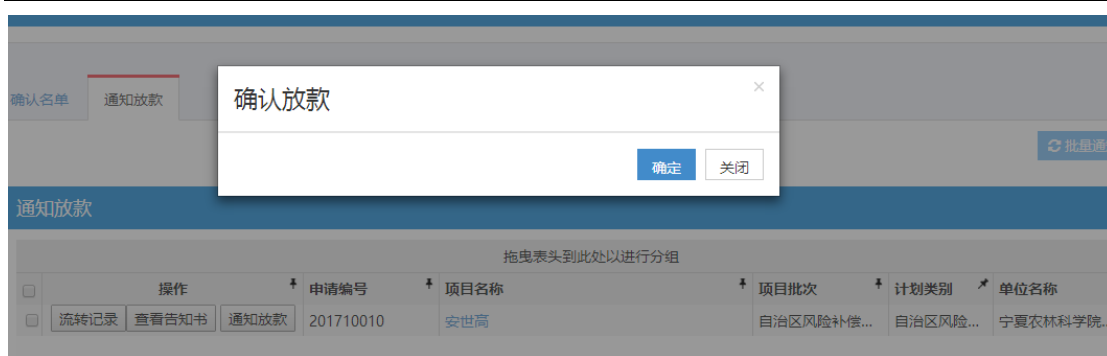 确认名单 通知放款
确认放款 ×
批量通
确定 关闭
通知放款
拖曳表头到此处以进行分组
操作 申请编号 项目名称 项目批次 计划类别 单位名称
流转记录 查看告知书 通知放款 201710010 安世高 自治区风险补偿... 自治区风险... 宁夏农林科学院...